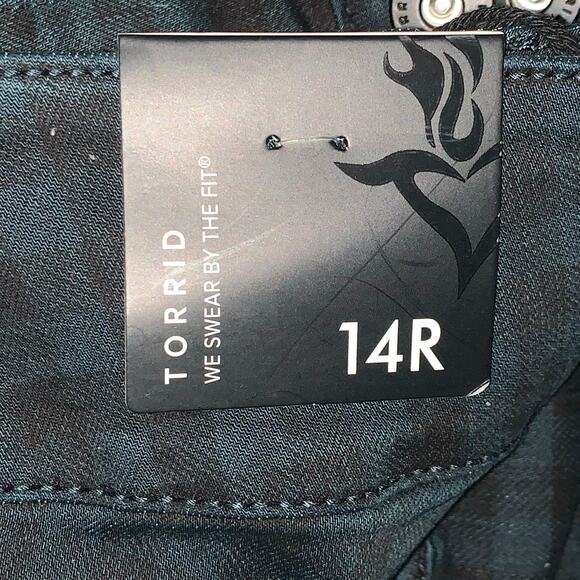 TORRID
WE SWEAR BY THE FIT®
14R